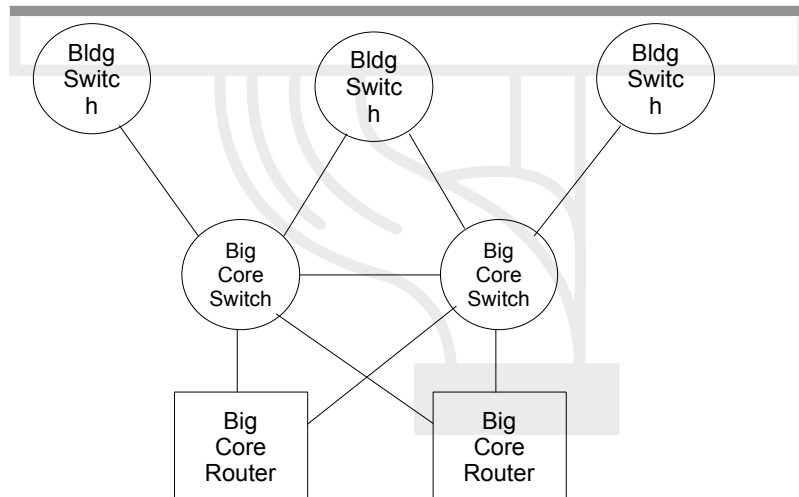 Bldg
Switc
h
Bldg
Switc
h
Bldg
Switc
h
Big
Core
Switch
Big
Core
Switch
Big
Core
Router
Big
Core
Router